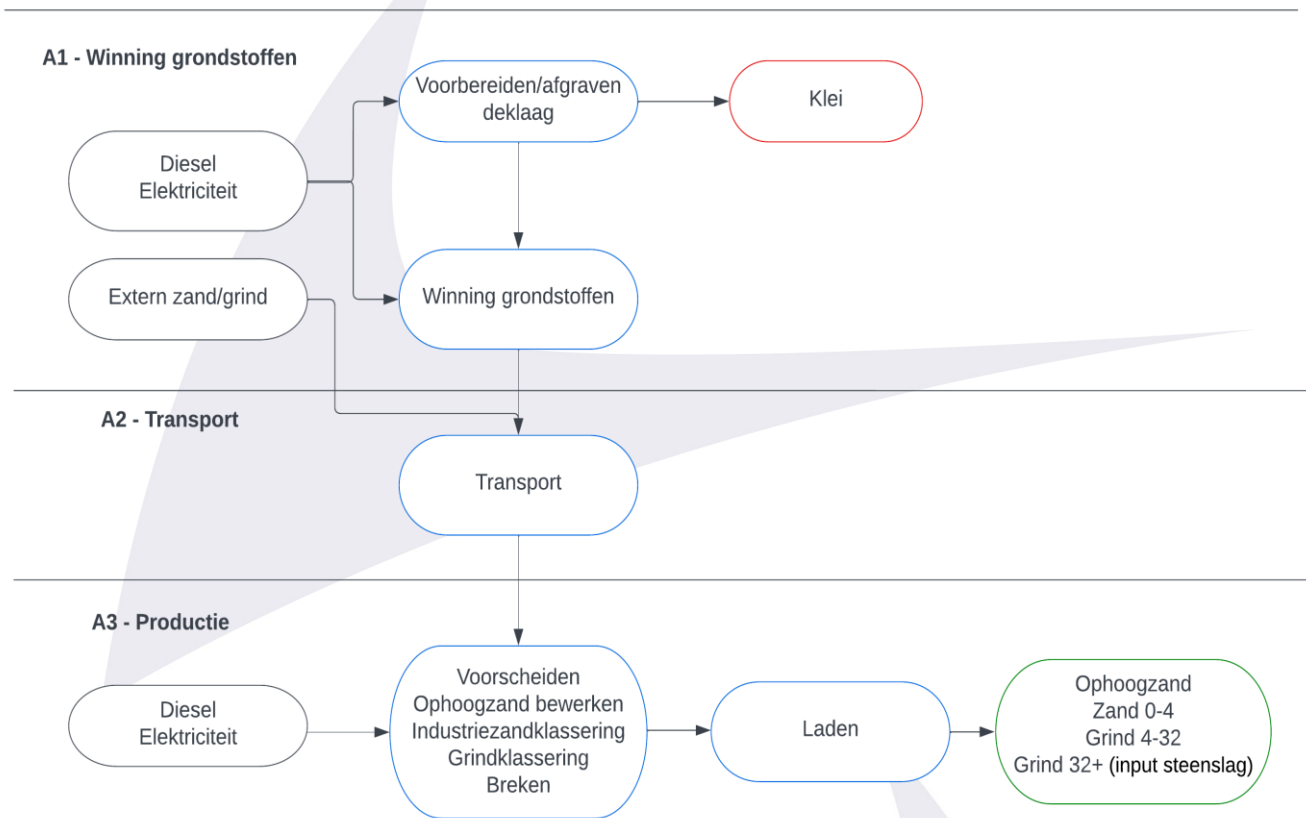 A1 - Winning grondstoffen
Voorbereiden/afgraven
deklaag
Klei
Diesel
Elektriciteit
Extern zand/grind
Winning grondstoffen
A2 - Transport
Transport
A3 - Productie
Diesel
Elektriciteit
Voorscheiden
Ophoogzand bewerken
Industriezandklassering
Grindklassering
Breken
Laden
Ophoogzand
Zand 0-4
Grind 4-32
Grind 32+ (input steenslag)